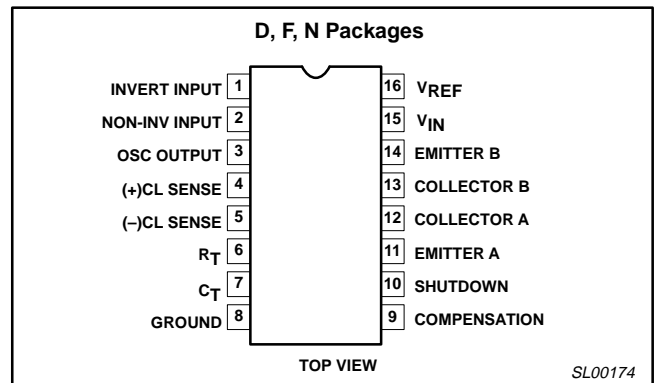 D, F, N Packages
INVERT INPUT 1
NON-INV INPUT 2
OSC OUTPUT 3
(+)CL SENSE 4
(–)CL SENSE 5
RT 6
CT 7
GROUND 8
16 VREF
15 VIN
14 EMITTER B
13 COLLECTOR B
12 COLLECTOR A
11 EMITTER A
10 SHUTDOWN
9 COMPENSATION
TOP VIEW
SL00174